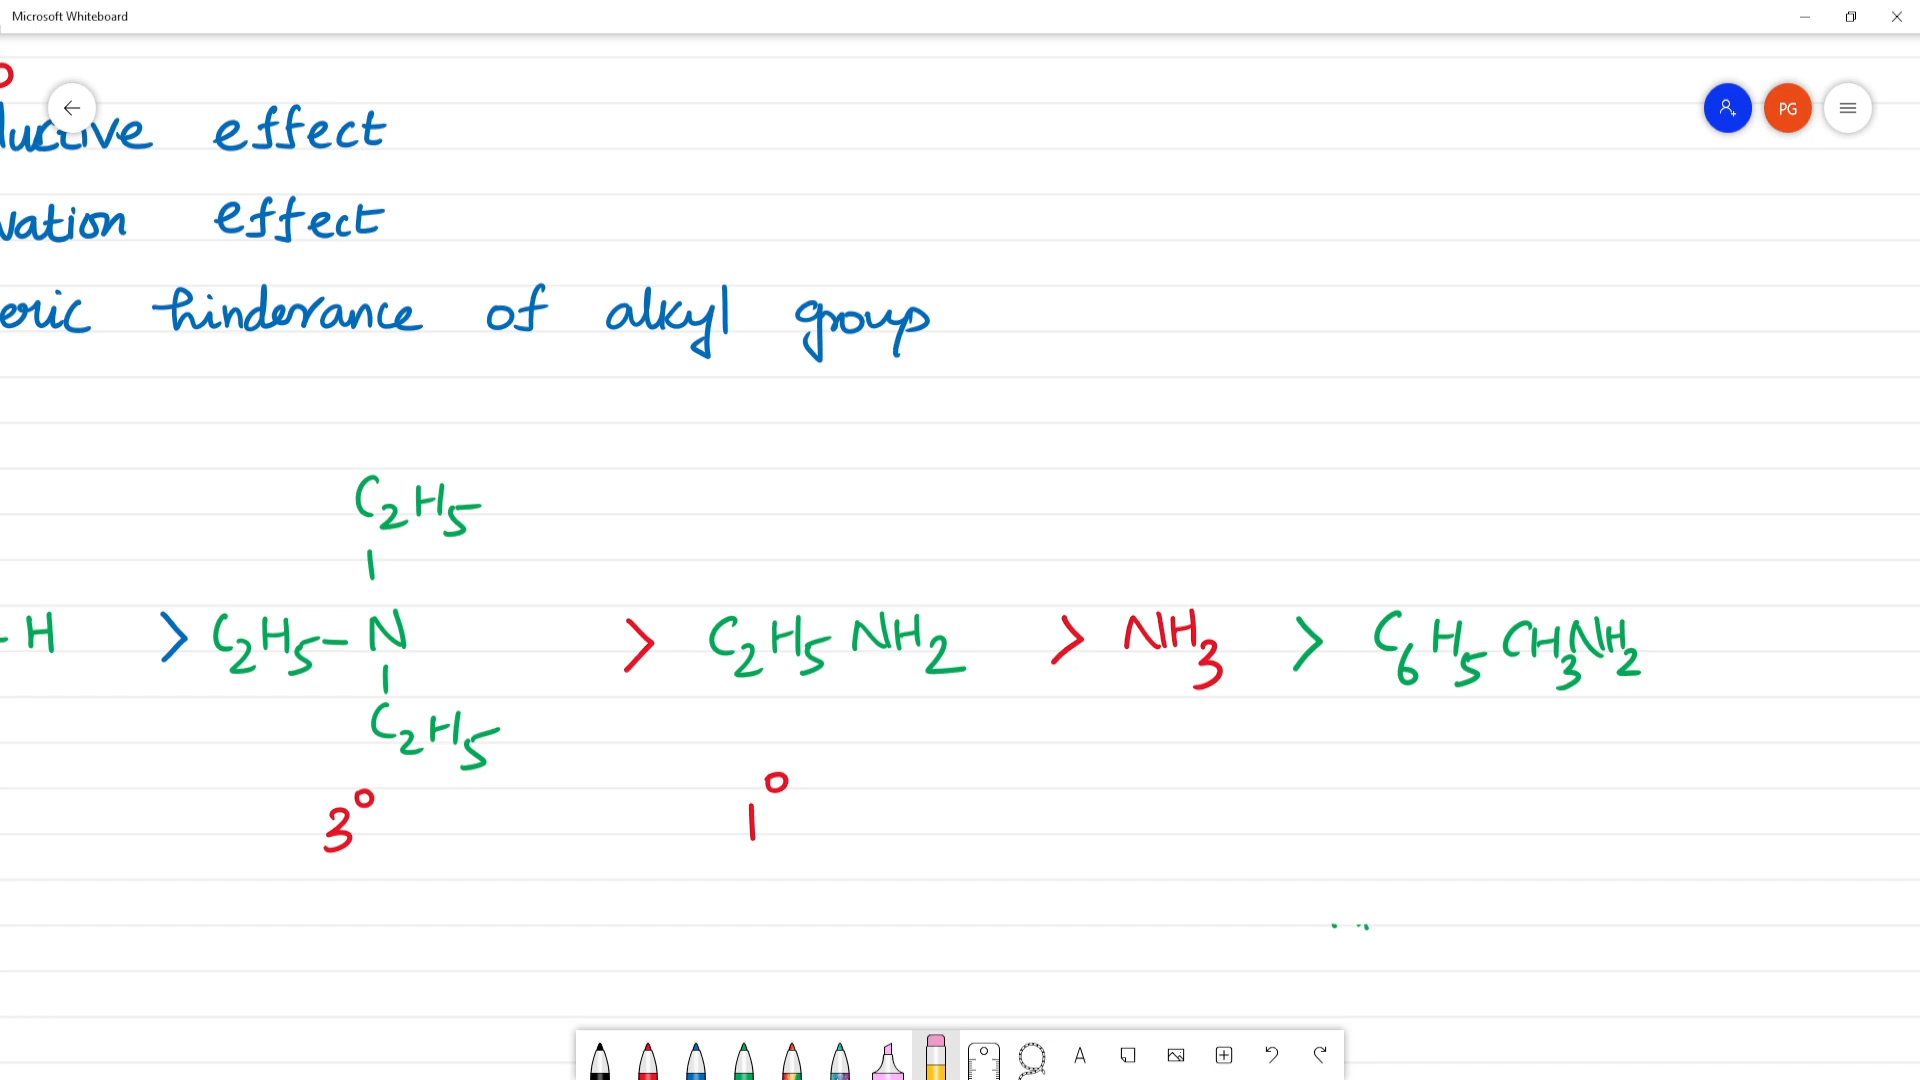 Microsoft Whiteboard
effect
PG
vation effect
eric hinderance of alkyl group
C2H5
- H > C2H5-N > C2H5NH2 > NH3 > C6H5CH3NH2
C2H5
3° 1°
A